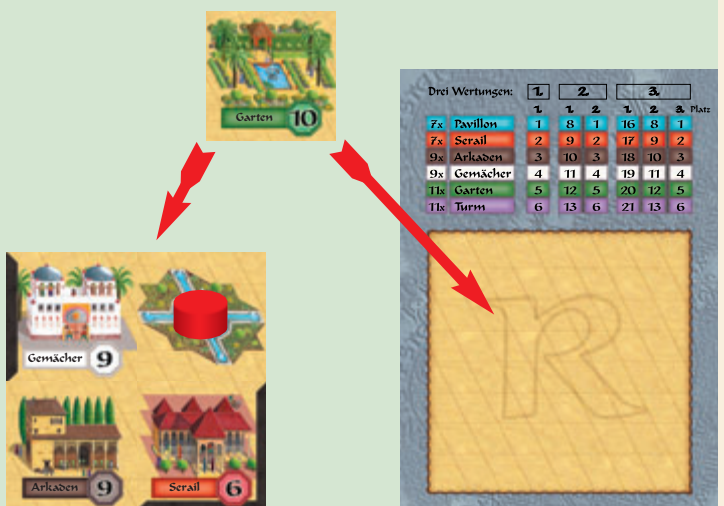 Garten 10
Drei Wertungen: 1 2 3
1 1 2 1 2 3 Platz
7x Pavillon 1 8 1 16 8 1
7x Serail 2 9 2 17 9 2
9x Arkaden 3 10 3 18 10 3
9x Gemächer 4 11 4 19 11 4
11x Garten 5 12 5 20 12 5
11x Turm 6 13 6 21 13 6
Gemächer 9
Arkaden 9
Serail 6
R